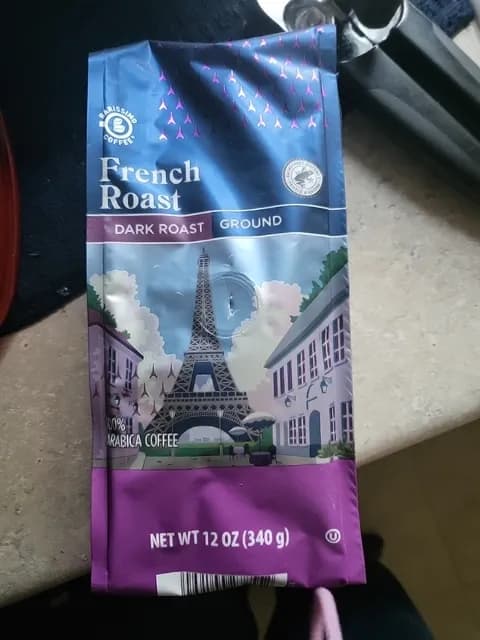 BARISSIMO
COFFEE
French
Roast
DARK ROAST GROUND
ARABICA COFFEE
NET WT 12 OZ (340 g)
U